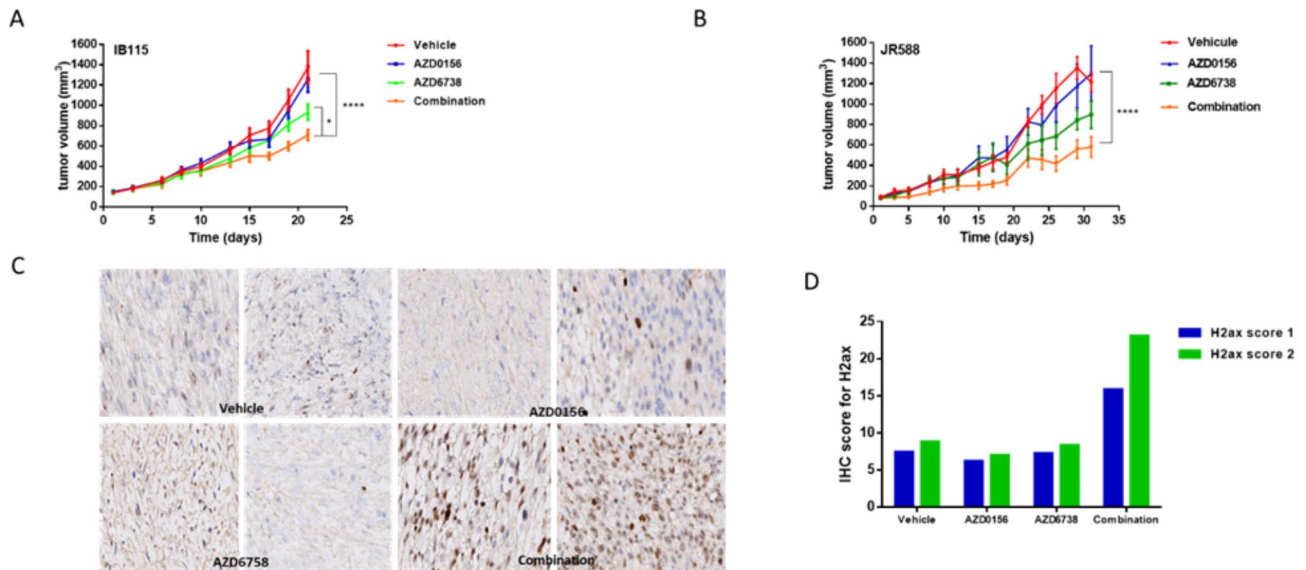 A
IB115
tumor volume (mm³)
1600
1400
1200
1000
800
600
400
200
0
0 5 10 15 20 25
Time (days)
Vehicle
AZD0156
AZD6738
Combination
****
*
B
JR588
tumor volume (mm³)
1600
1400
1200
1000
800
600
400
200
0
0 5 10 15 20 25 30 35
Time (days)
Vehicule
AZD0156
AZD6738
Combination
****
C
Vehicle
AZD0156
AZD6758
Combination
D
IHC score for H2ax
25
20
15
10
5
0
Vehicle AZD0156 AZD6738 Combination
H2ax score 1
H2ax score 2